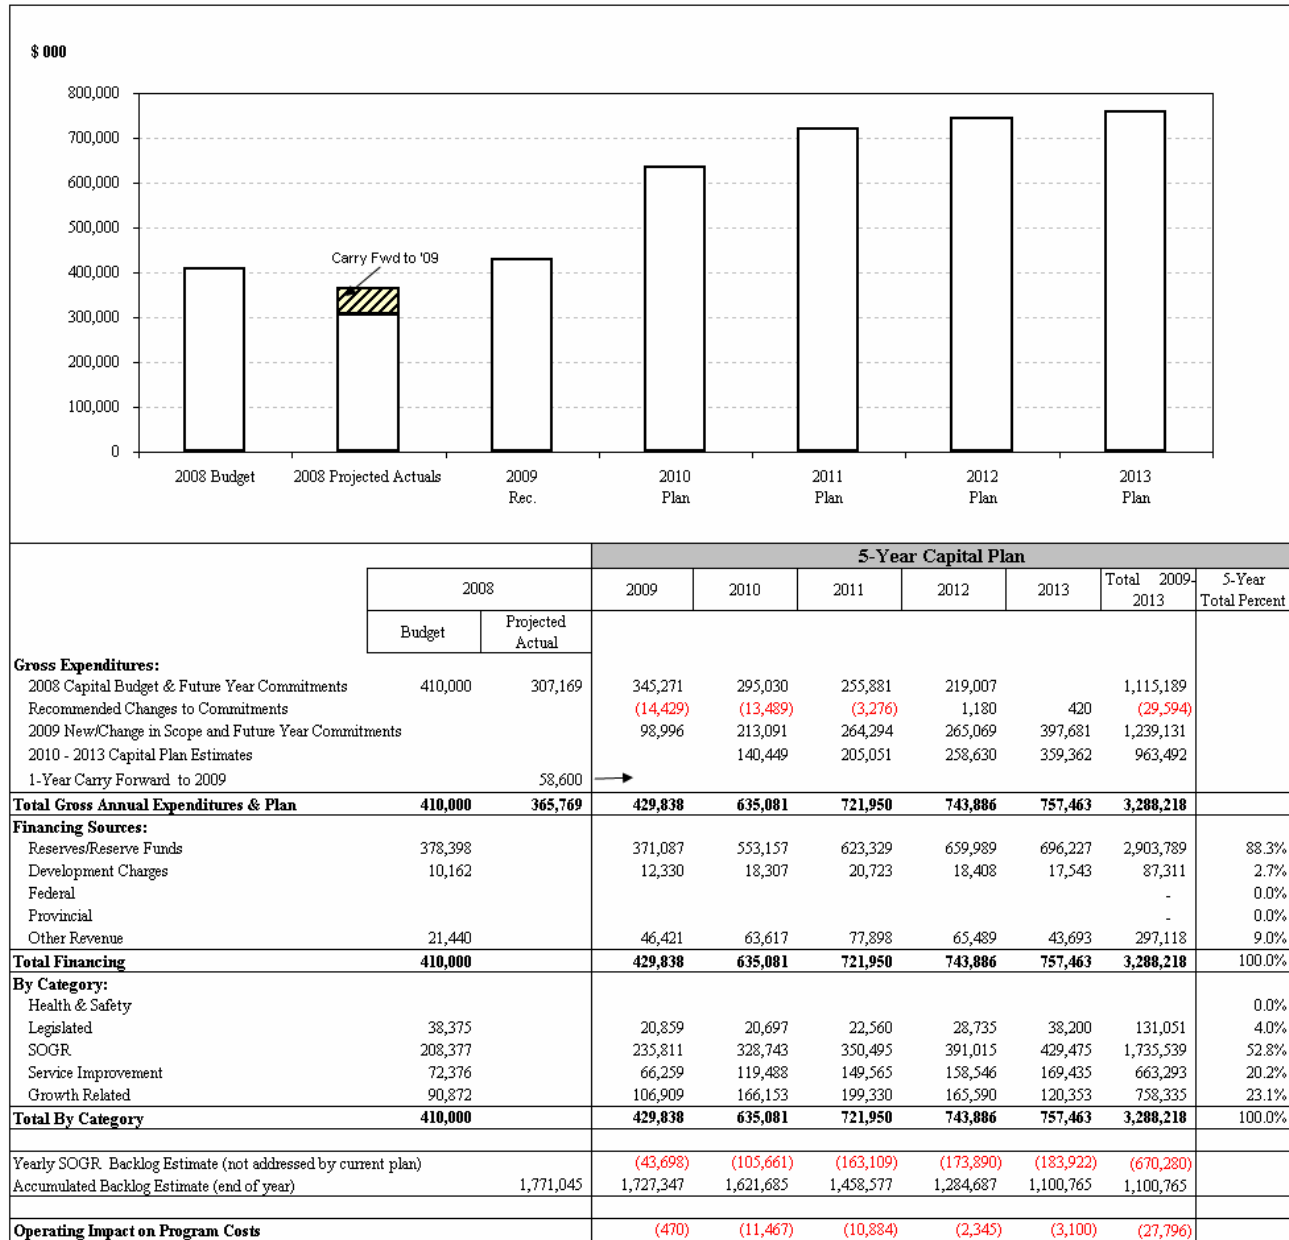 $ 000
800,000
700,000
600,000
500,000
400,000
300,000
200,000
100,000
0
Carry Fwd to '09
2008 Budget 2008 Projected Actuals 2009 2010 2011 2012 2013
Rec. Plan Plan Plan Plan
5-Year Capital Plan
2008 2009 2010 2011 2012 2013 Total 2009- 5-Year
2013 Total Percent
Budget Projected
Actual
Gross Expenditures:
2008 Capital Budget & Future Year Commitments 410,000 307,169 345,271 295,030 255,881 219,007 1,115,189
Recommended Changes to Commitments (14,429) (13,489) (3,276) 1,180 420 (29,594)
2009 New/Change in Scope and Future Year Commitments 98,996 213,091 264,294 265,069 397,681 1,239,131
2010 - 2013 Capital Plan Estimates 140,449 205,051 258,630 359,362 963,492
1-Year Carry Forward to 2009 58,600
Total Gross Annual Expenditures & Plan 410,000 365,769 429,838 635,081 721,950 743,886 757,463 3,288,218
Financing Sources:
Reserves/Reserve Funds 378,398 371,087 553,157 623,329 659,989 696,227 2,903,789 88.3%
Development Charges 10,162 12,330 18,307 20,723 18,408 17,543 87,311 2.7%
Federal - 0.0%
Provincial - 0.0%
Other Revenue 21,440 46,421 63,617 77,898 65,489 43,693 297,118 9.0%
Total Financing 410,000 429,838 635,081 721,950 743,886 757,463 3,288,218 100.0%
By Category:
Health & Safety 0.0%
Legislated 38,375 20,859 20,697 22,560 28,735 38,200 131,051 4.0%
SOGR 208,377 235,811 328,743 350,495 391,015 429,475 1,735,539 52.8%
Service Improvement 72,376 66,259 119,488 149,565 158,546 169,435 663,293 20.2%
Growth Related 90,872 106,909 166,153 199,330 165,590 120,353 758,335 23.1%
Total By Category 410,000 429,838 635,081 721,950 743,886 757,463 3,288,218 100.0%
Yearly SOGR Backlog Estimate (not addressed by current plan) (43,698) (105,661) (163,109) (173,890) (183,922) (670,280)
Accumulated Backlog Estimate (end of year) 1,771,045 1,727,347 1,621,685 1,458,577 1,284,687 1,100,765 1,100,765
Operating Impact on Program Costs (470) (11,467) (10,884) (2,345) (3,100) (27,796)